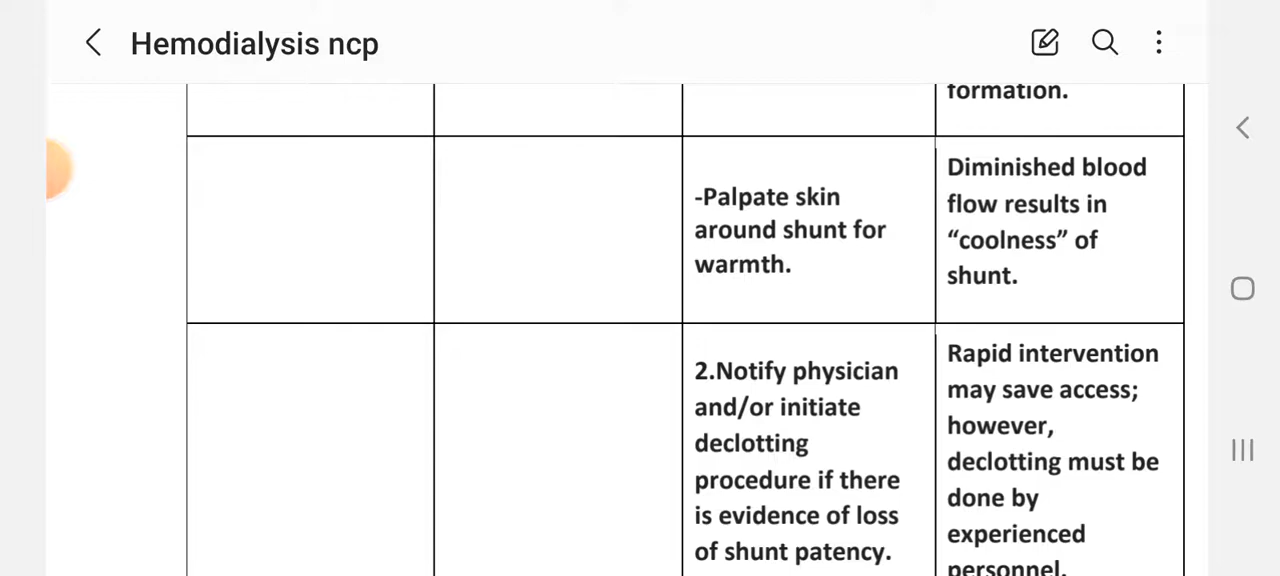 Hemodialysis ncp
formation.
-Palpate skin
around shunt for
warmth.
Diminished blood
flow results in
“coolness” of
shunt.
2.Notify physician
and/or initiate
declotting
procedure if there
is evidence of loss
of shunt patency.
Rapid intervention
may save access;
however,
declotting must be
done by
experienced
personnel.